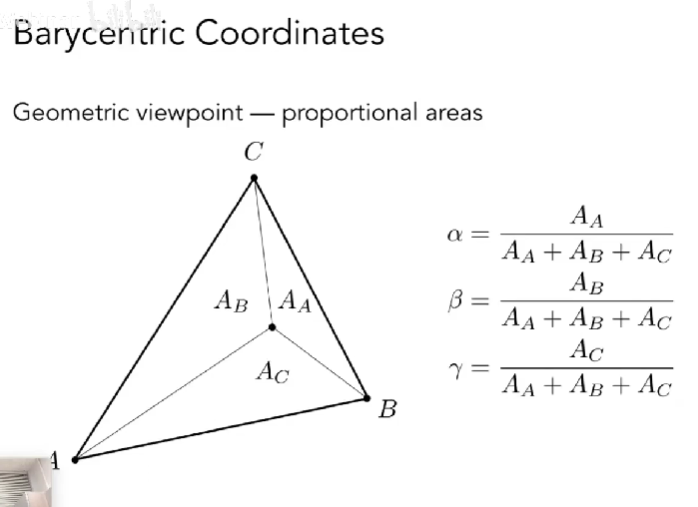 Barycentric Coordinates
Geometric viewpoint — proportional areas
C
A_B
A_A
A_C
B
A
α = A_A / (A_A + A_B + A_C)
β = A_B / (A_A + A_B + A_C)
γ = A_C / (A_A + A_B + A_C)